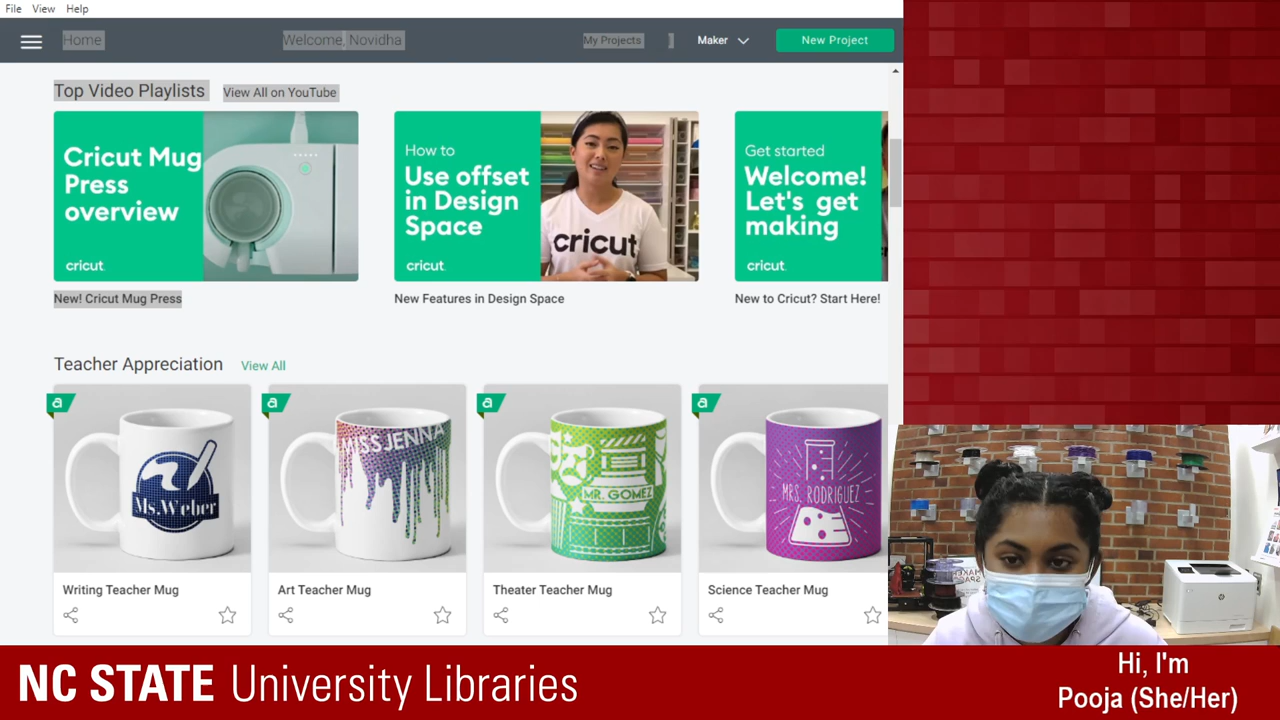 File View Help
Home Welcome, Novidha My Projects | Maker New Project
Top Video Playlists View All on YouTube
Cricut Mug
Press
overview
cricut
How to
Use offset
in Design
Space
cricut
cricut
Get started
Welcome!
Let's get
making
cricut
New! Cricut Mug Press
New Features in Design Space
New to Cricut? Start Here!
Teacher Appreciation View All
a
Ms.Weber
a
MISS JENNA
a
MR. GOMEZ
a
MRS. RODRIGUEZ
Writing Teacher Mug
Art Teacher Mug
Theater Teacher Mug
Science Teacher Mug
NC STATE University Libraries
Hi, I'm
Pooja (She/Her)